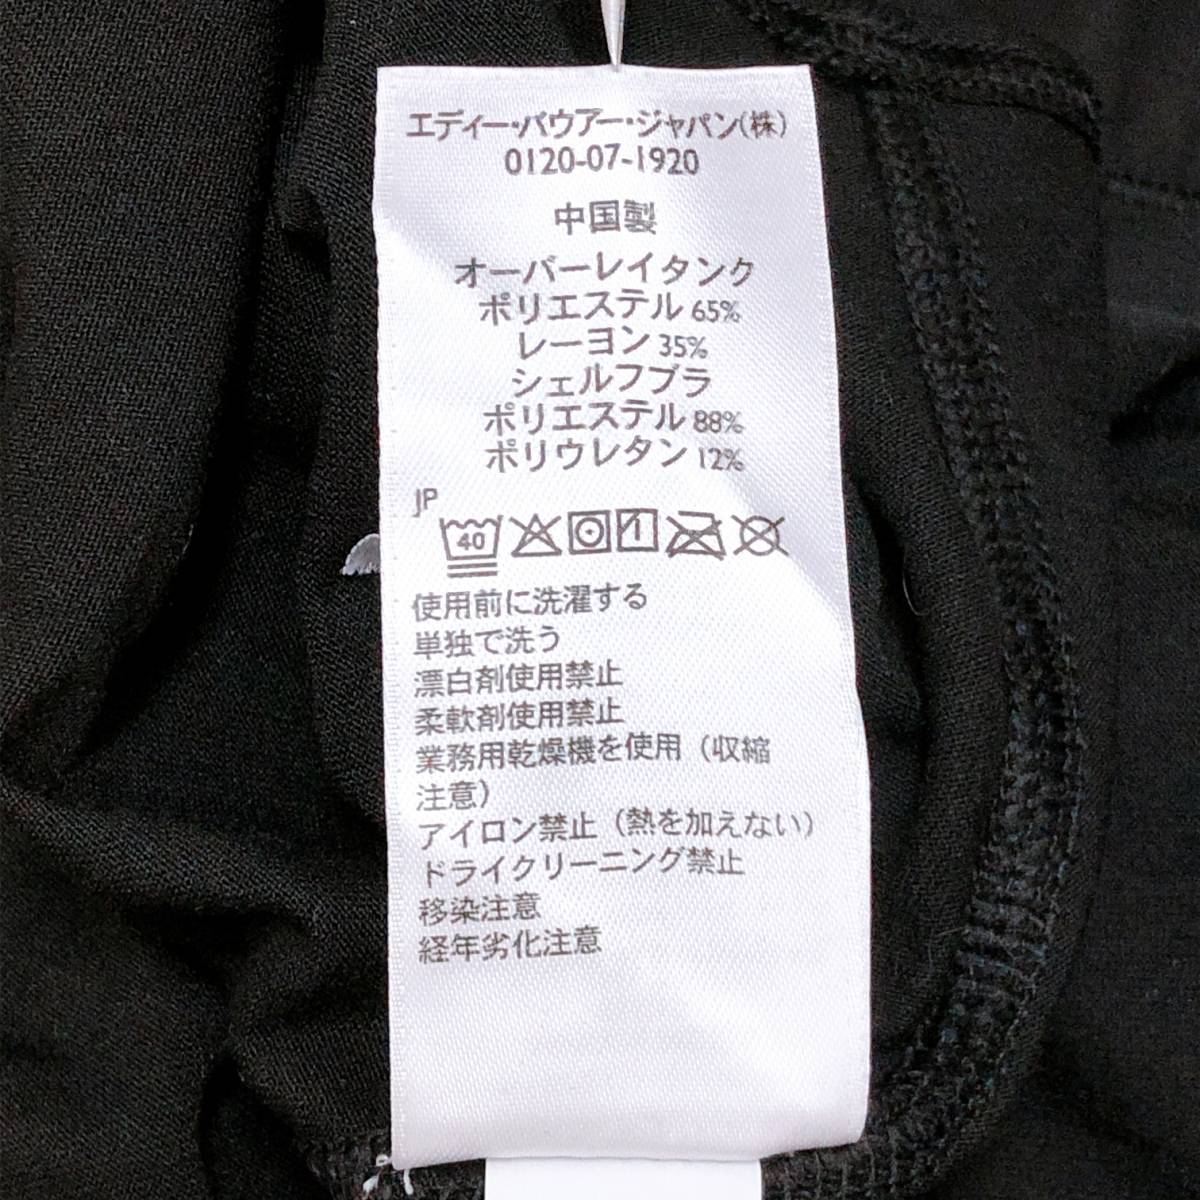 エディー・バウアー・ジャパン(株)
0120-07-1920
中国製
オーバーレイタンク
ポリエステル 65%
レーヨン 35%
シェルフブラ
ポリエステル 88%
ポリウレタン 12%
JP
40
使用前に洗濯する
単独で洗う
漂白剤使用禁止
柔軟剤使用禁止
業務用乾燥機を使用（収縮
注意）
アイロン禁止（熱を加えない）
ドライクリーニング禁止
移染注意
経年劣化注意